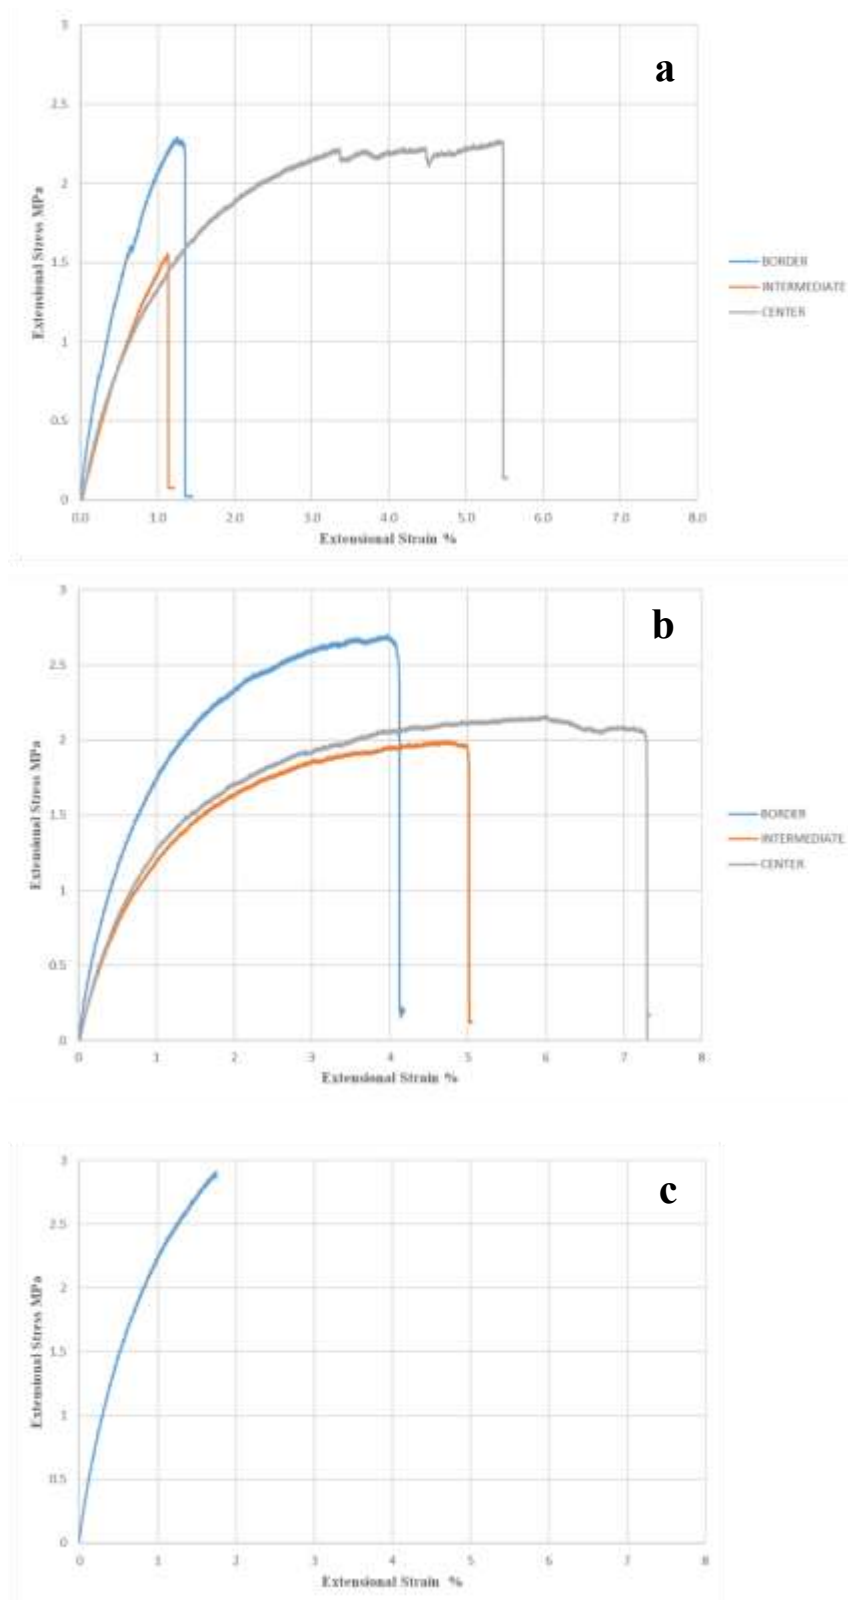 a
3
2.5
2
1.5
1
0.5
0
Extensional Stress MPa
0.0 1.0 2.0 3.0 4.0 5.0 6.0 7.0 8.0
Extensional Strain %
BORDER
INTERMEDIATE
CENTER
b
3
2.5
2
1.5
1
0.5
0
Extensional Stress MPa
0 1 2 3 4 5 6 7 8
Extensional Strain %
BORDER
INTERMEDIATE
CENTER
c
3
2.5
2
1.5
1
0.5
0
Extensional Stress MPa
0 1 2 3 4 5 6 7 8
Extensional Strain %